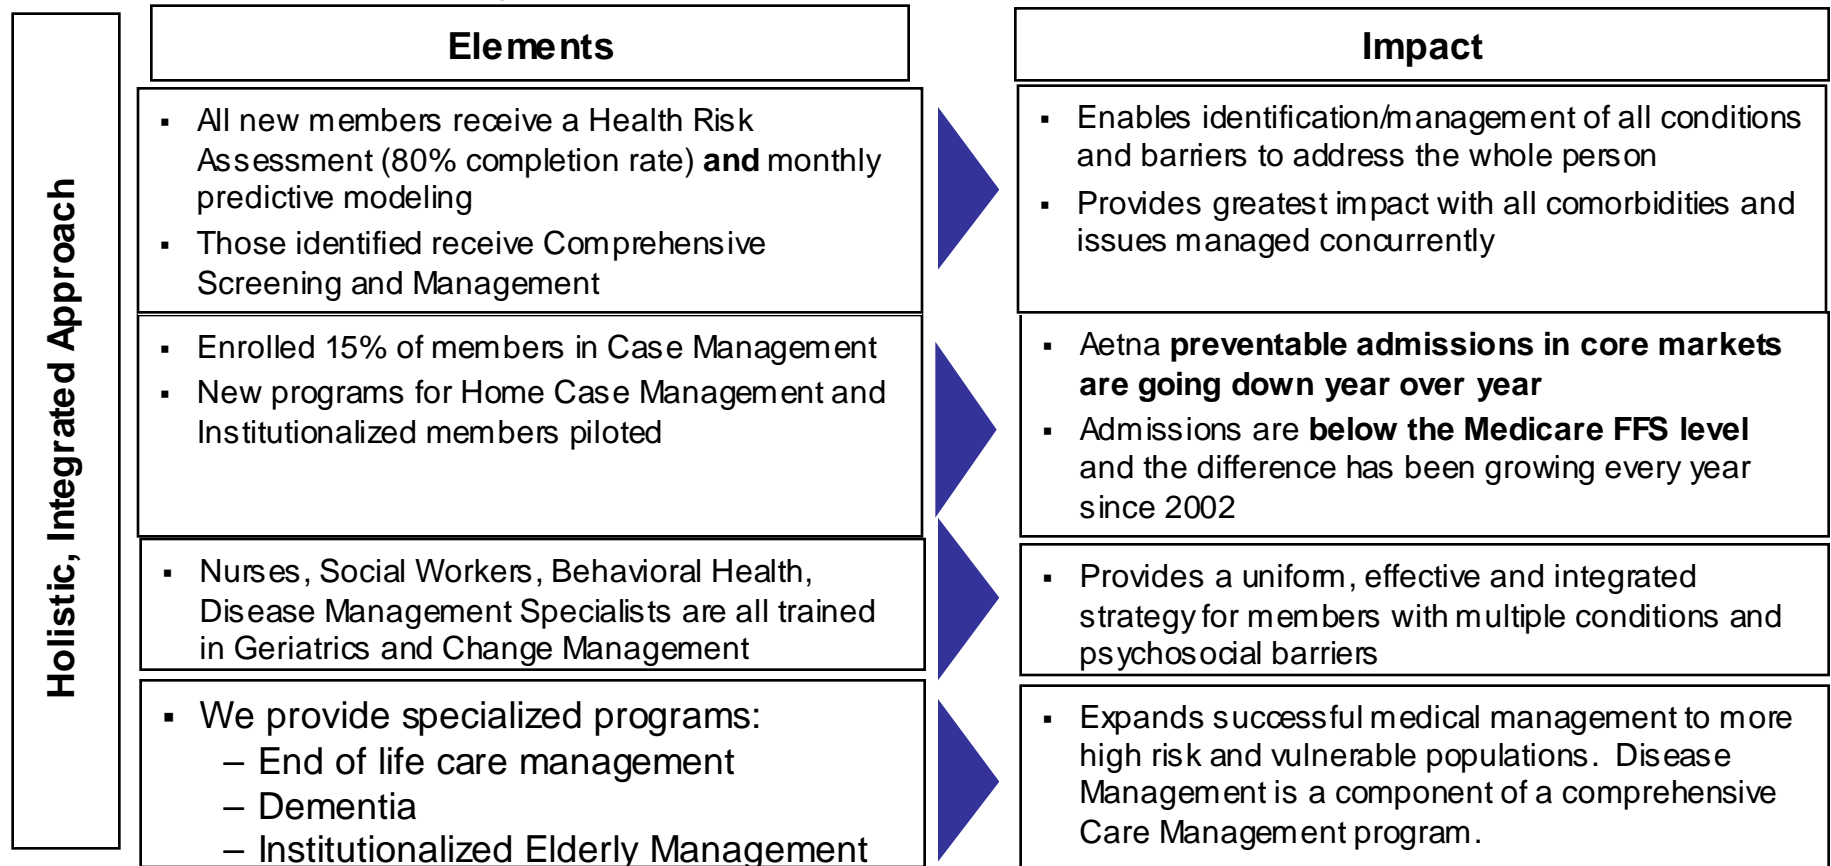 Holistic, Integrated Approach
Elements
Impact
▪ All new members receive a Health Risk
Assessment (80% completion rate) and monthly
predictive modeling
▪ Those identified receive Comprehensive
Screening and Management
▪ Enables identification/management of all conditions
and barriers to address the whole person
▪ Provides greatest impact with all comorbidities and
issues managed concurrently
▪ Enrolled 15% of members in Case Management
▪ New programs for Home Case Management and
Institutionalized members piloted
▪ Aetna preventable admissions in core markets
are going down year over year
▪ Admissions are below the Medicare FFS level
and the difference has been growing every year
since 2002
▪ Nurses, Social Workers, Behavioral Health,
Disease Management Specialists are all trained
in Geriatrics and Change Management
▪ Provides a uniform, effective and integrated
strategy for members with multiple conditions and
psychosocial barriers
▪ We provide specialized programs:
– End of life care management
– Dementia
– Institutionalized Elderly Management
▪ Expands successful medical management to more
high risk and vulnerable populations. Disease
Management is a component of a comprehensive
Care Management program.